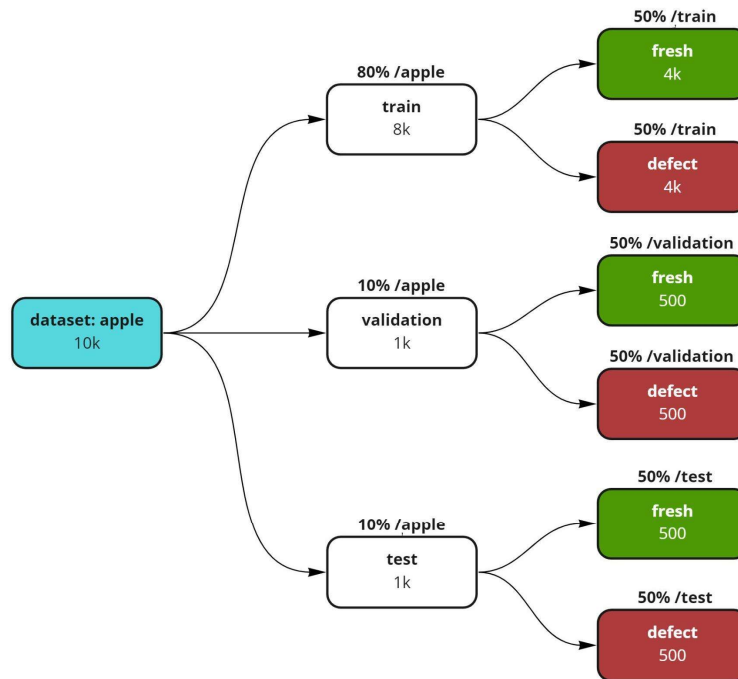 50% /train
fresh
4k
80% /apple
train
8k
50% /train
defect
4k
50% /validation
fresh
500
10% /apple
validation
1k
dataset: apple
10k
50% /validation
defect
500
50% /test
fresh
500
10% /apple
test
1k
50% /test
defect
500